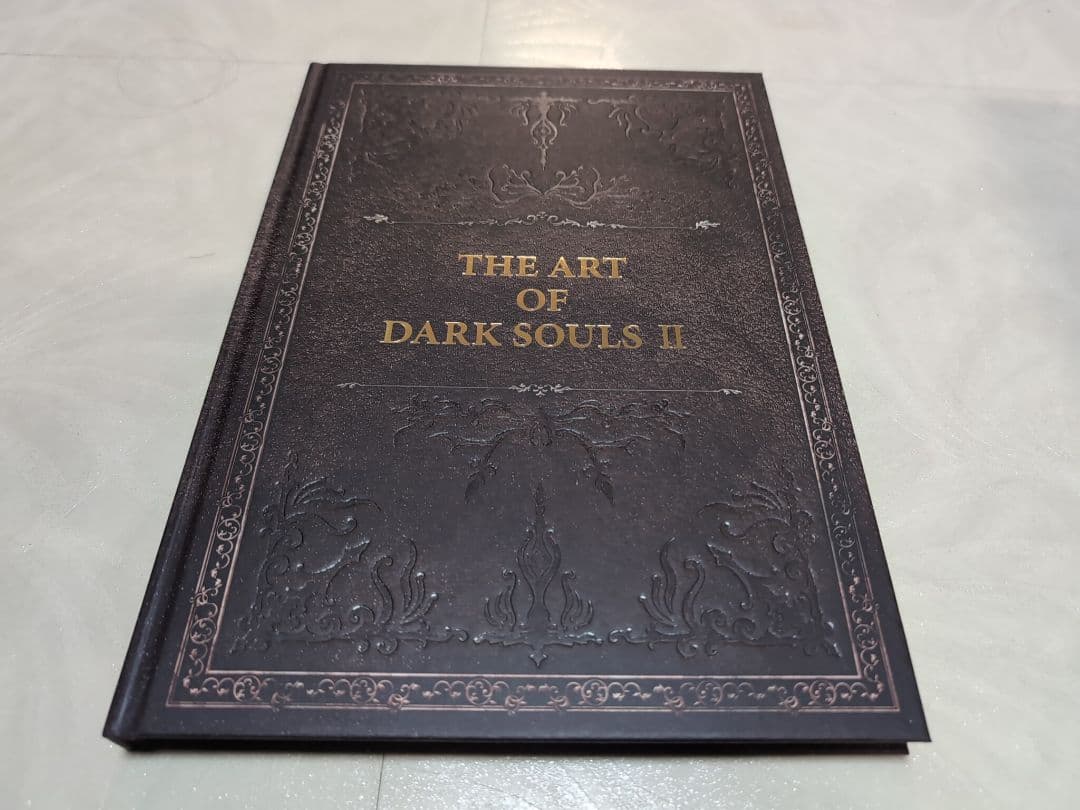 THE ART
OF
DARK SOULS II